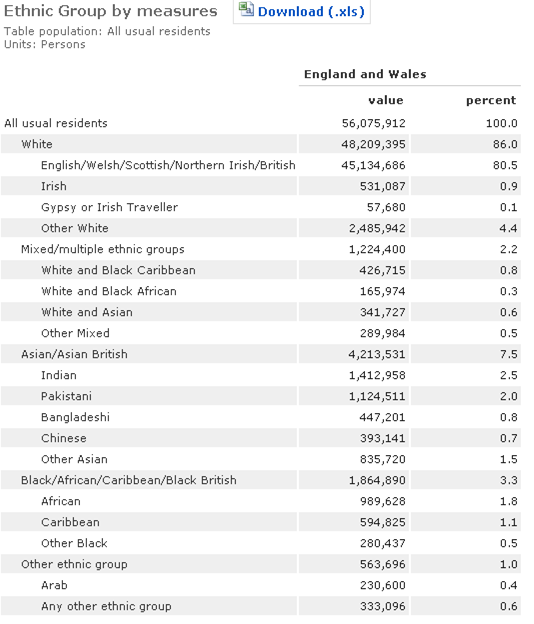 Ethnic Group by measures Download (.xls)
Table population: All usual residents
Units: Persons
England and Wales
value percent
All usual residents 56,075,912 100.0
White 48,209,395 86.0
English/Welsh/Scottish/Northern Irish/British 45,134,686 80.5
Irish 531,087 0.9
Gypsy or Irish Traveller 57,680 0.1
Other White 2,485,942 4.4
Mixed/multiple ethnic groups 1,224,400 2.2
White and Black Caribbean 426,715 0.8
White and Black African 165,974 0.3
White and Asian 341,727 0.6
Other Mixed 289,984 0.5
Asian/Asian British 4,213,531 7.5
Indian 1,412,958 2.5
Pakistani 1,124,511 2.0
Bangladeshi 447,201 0.8
Chinese 393,141 0.7
Other Asian 835,720 1.5
Black/African/Caribbean/Black British 1,864,890 3.3
African 989,628 1.8
Caribbean 594,825 1.1
Other Black 280,437 0.5
Other ethnic group 563,696 1.0
Arab 230,600 0.4
Any other ethnic group 333,096 0.6